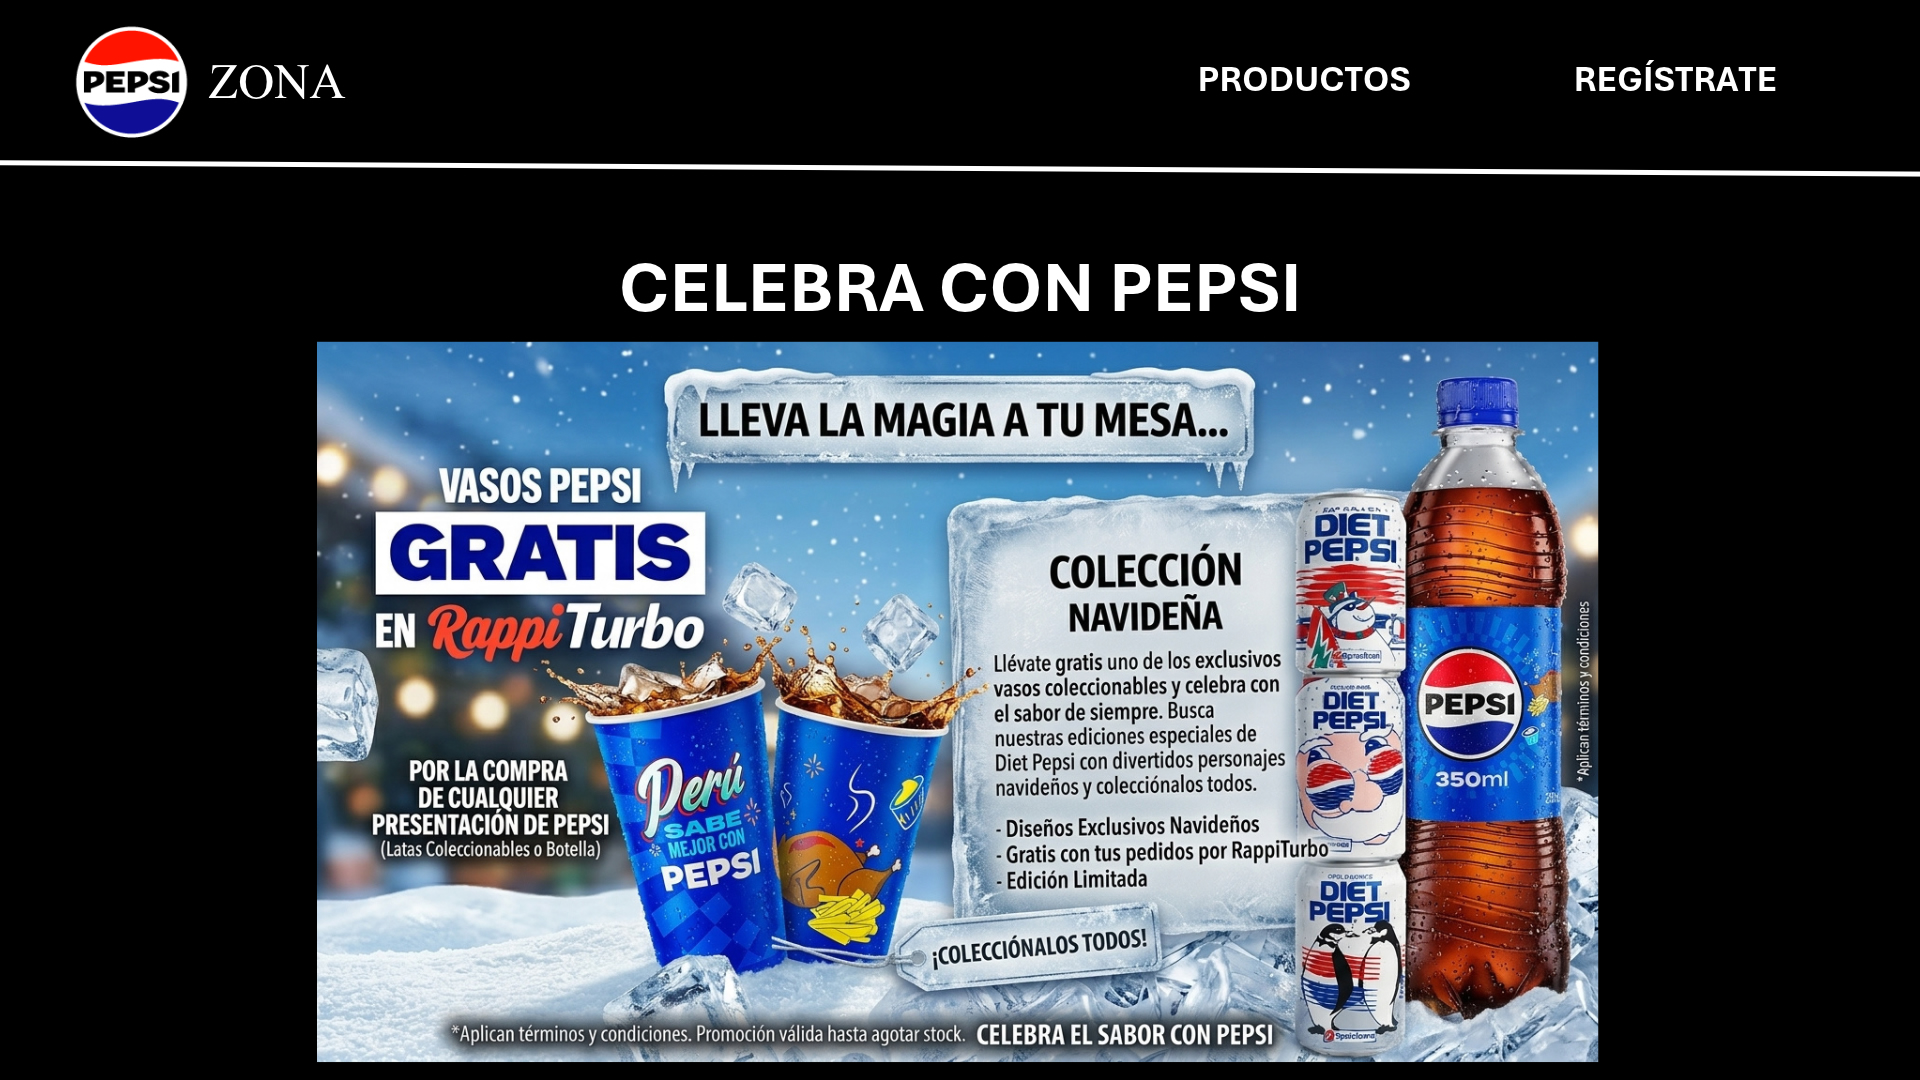 PEPSI
ZONA
PRODUCTOS
REGÍSTRATE
CELEBRA CON PEPSI
LLEVA LA MAGIA A TU MESA...
VASOS PEPSI
GRATIS
EN RappiTurbo
POR LA COMPRA
DE CUALQUIER
PRESENTACIÓN DE PEPSI
(Latas Coleccionables o Botella)
Perú
SABE
MEJOR CON
PEPSI
COLECCIÓN
NAVIDEÑA
Llévate gratis uno de los exclusivos
vasos coleccionables y celebra con
el sabor de siempre. Busca
nuestras ediciones especiales de
Diet Pepsi con divertidos personajes
navideños y colecciónalos todos.
- Diseños Exclusivos Navideños
- Gratis con tus pedidos por RappiTurbo
- Edición Limitada
¡COLECCIÓNALOS TODOS!
DIET
PEPSI
DIET
PEPSI
DIET
PEPSI
PEPSI
350ml
*Aplican términos y condiciones
*Aplican términos y condiciones. Promoción válida hasta agotar stock.
CELEBRA EL SABOR CON PEPSI